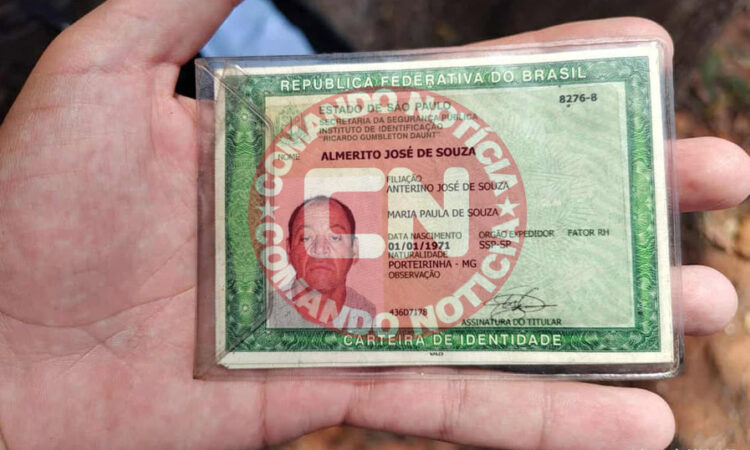 REPÚBLICA FEDERATIVA DO BRASIL
ESTADO DE SÃO PAULO
8276-8
SECRETARIA DA SEGURANÇA PÚBLICA
INSTITUTO DE IDENTIFICAÇÃO
"RICARDO GUMBLETON DAUNT"
NOME ALMERITO JOSÉ DE SOUZA
FILIAÇÃO
ANTERINO JOSÉ DE SOUZA
MARIA PAULA DE SOUZA
DATA NASCIMENTO ORGÃO EXPEDIDOR FATOR RH
01/01/1971 SSP-SP
NATURALIDADE
PORTEIRINHA - MG
OBSERVAÇÃO
43607178
ASSINATURA DO TITULAR
CARTEIRA DE IDENTIDADE
COMANDO NOTÍCIA
CN
COMANDO NOTÍCIA